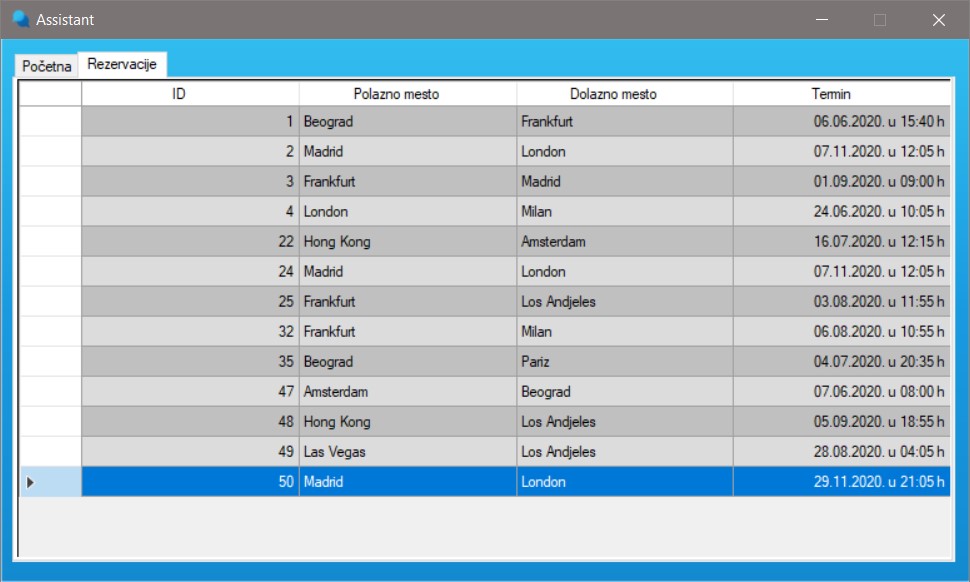 Assistant
Početna Rezervacije
ID Polazno mesto Dolazno mesto Termin
1 Beograd Frankfurt 06.06.2020. u 15:40 h
2 Madrid London 07.11.2020. u 12:05 h
3 Frankfurt Madrid 01.09.2020. u 09:00 h
4 London Milan 24.06.2020. u 10:05 h
22 Hong Kong Amsterdam 16.07.2020. u 12:15 h
24 Madrid London 07.11.2020. u 12:05 h
25 Frankfurt Los Andjeles 03.08.2020. u 11:55 h
32 Frankfurt Milan 06.08.2020. u 10:55 h
35 Beograd Pariz 04.07.2020. u 20:35 h
47 Amsterdam Beograd 07.06.2020. u 08:00 h
48 Hong Kong Los Andjeles 05.09.2020. u 18:55 h
49 Las Vegas Los Andjeles 28.08.2020. u 04:05 h
50 Madrid London 29.11.2020. u 21:05 h